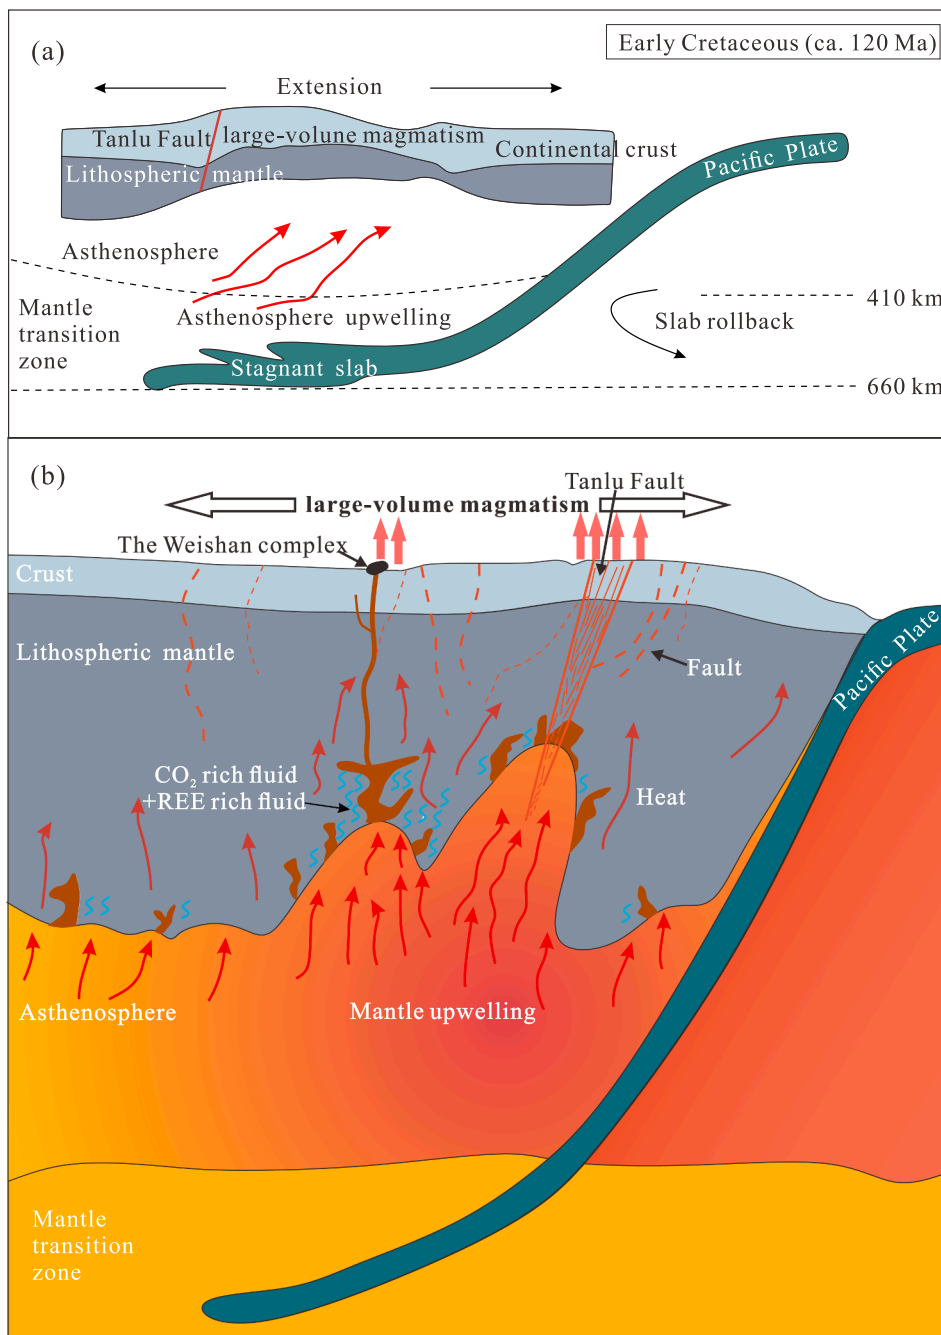 (a)
Early Cretaceous (ca. 120 Ma)
Extension
Tanlu Fault
large-volune magmatism
Continental crust
Pacific Plate
Lithospheric mantle
Asthenosphere
Mantle
transition
zone
Asthenosphere upwelling
410 km
Slab rollback
Stagnant slab
660 km
(b)
Tanlu Fault
large-volume magmatism
The Weishan complex
Crust
Lithospheric mantle
Fault
Pacific Plate
CO₂ rich fluid
+REE rich fluid
Heat
Asthenosphere
Mantle upwelling
Mantle
transition
zone